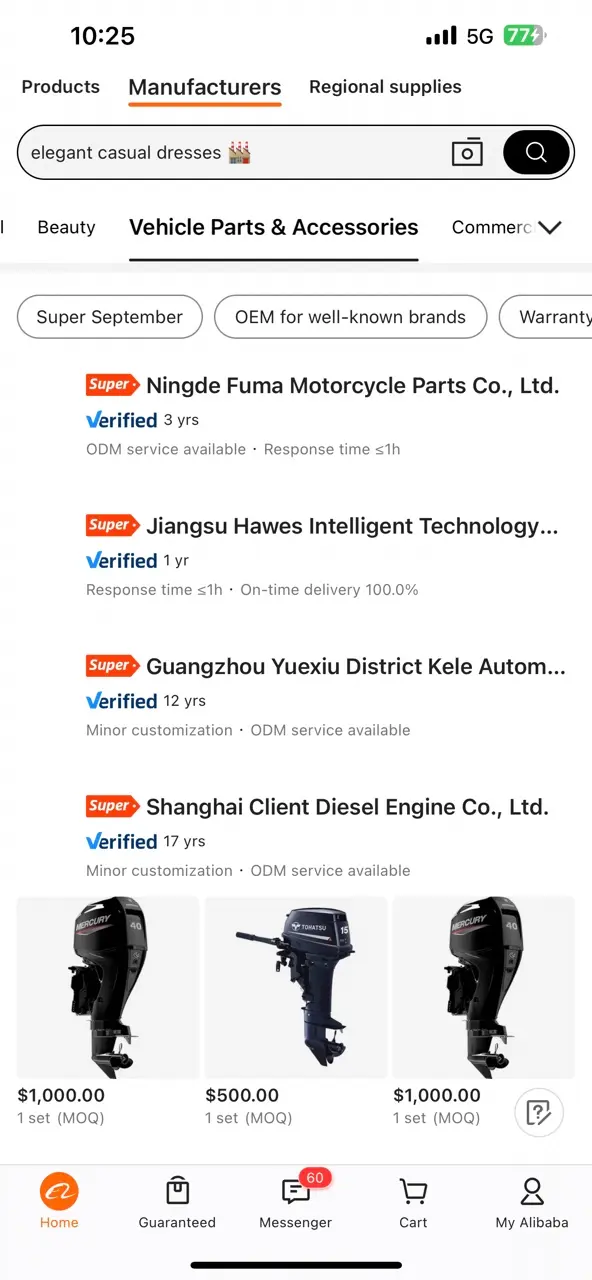 10:25
5G 77
Products Manufacturers Regional supplies
elegant casual dresses
Beauty Vehicle Parts & Accessories Commerc
Super September OEM for well-known brands Warranty
Super Ningde Fuma Motorcycle Parts Co., Ltd.
Verified 3 yrs
ODM service available · Response time ≤1h
Super Jiangsu Hawes Intelligent Technology...
Verified 1 yr
Response time ≤1h · On-time delivery 100.0%
Super Guangzhou Yuexiu District Kele Autom...
Verified 12 yrs
Minor customization · ODM service available
Super Shanghai Client Diesel Engine Co., Ltd.
Verified 17 yrs
Minor customization · ODM service available
MERCURY 40
TOHATSU 15
MERCURY 40
$1,000.00 $500.00 $1,000.00
1 set (MOQ) 1 set (MOQ) 1 set (MOQ)
60
Home Guaranteed Messenger Cart My Alibaba